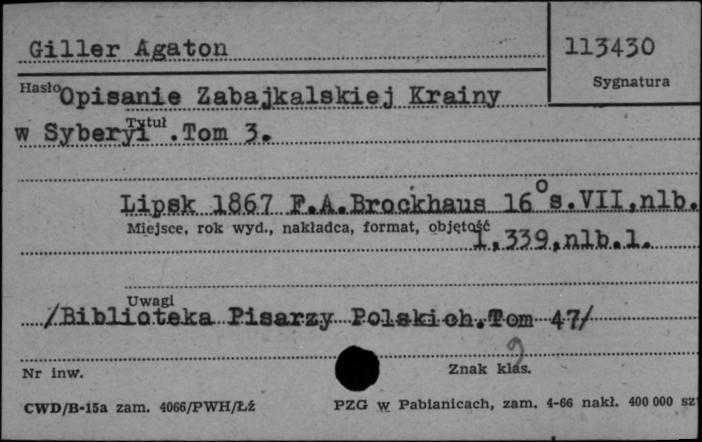 Giller Agaton
113430
Hasło
Sygnatura
Opisanie Zabajkalskiej Krainy
w Syberyi .Tom 3.
Tytuł
Lipsk 1867 F.A.Brockhaus 16° s.VII,nlb.
Miejsce, rok wyd., nakładca, format, objętość
1,339,nlb.1.
Uwagi
/Biblioteka Pisarzy Polskich.Tom 47/
Nr inw.
Znak klas.
CWD/B-15a zam. 4066/PWH/Łź
PZG w Pabianicach, zam. 4-66 nakł. 400 000 szt